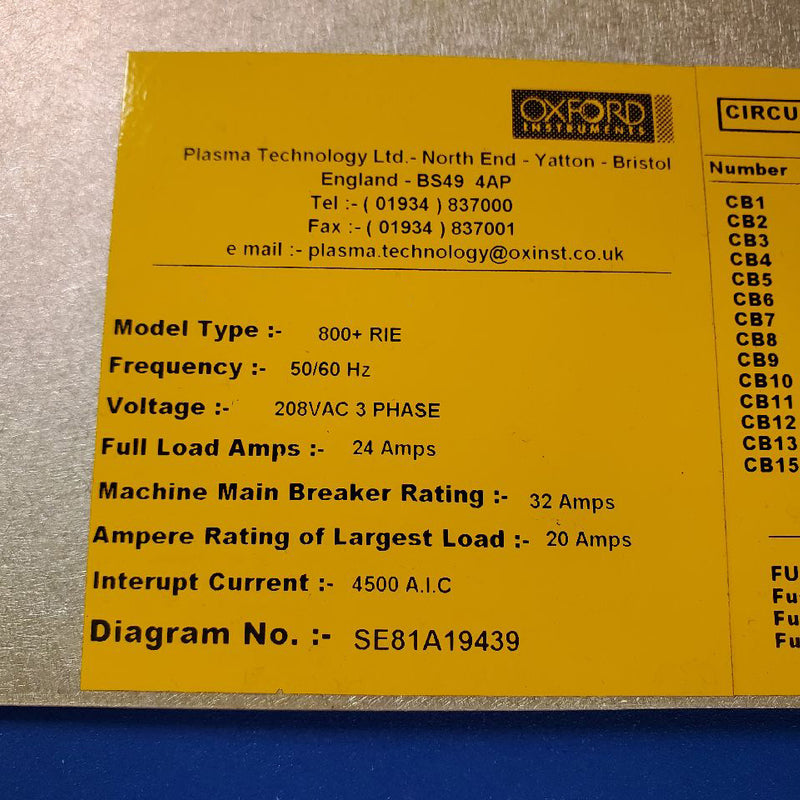 OXFORD
INSTRUMENTS
Plasma Technology Ltd.- North End - Yatton - Bristol
England - BS49 4AP
Tel :- ( 01934 ) 837000
Fax :- ( 01934 ) 837001
e mail :- plasma.technology@oxinst.co.uk
Model Type :- 800+ RIE
Frequency :- 50/60 Hz
Voltage :- 208VAC 3 PHASE
Full Load Amps :- 24 Amps
Machine Main Breaker Rating :- 32 Amps
Ampere Rating of Largest Load :- 20 Amps
Interupt Current :- 4500 A.I.C
Diagram No. :- SE81A19439
CIRCU
Number
CB1
CB2
CB3
CB4
CB5
CB6
CB7
CB8
CB9
CB10
CB11
CB12
CB13
CB15
FU
Fu
Fu
Fu